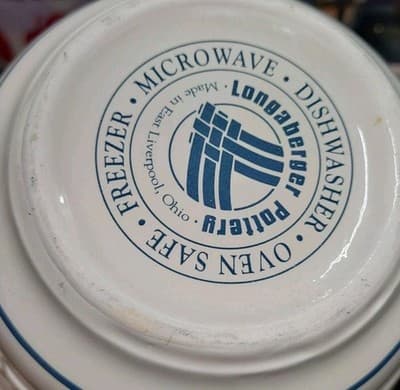 FREEZER • MICROWAVE • DISHWASHER • OVEN SAFE •
Longaberger Pottery
· Made in East Liverpool, Ohio ·